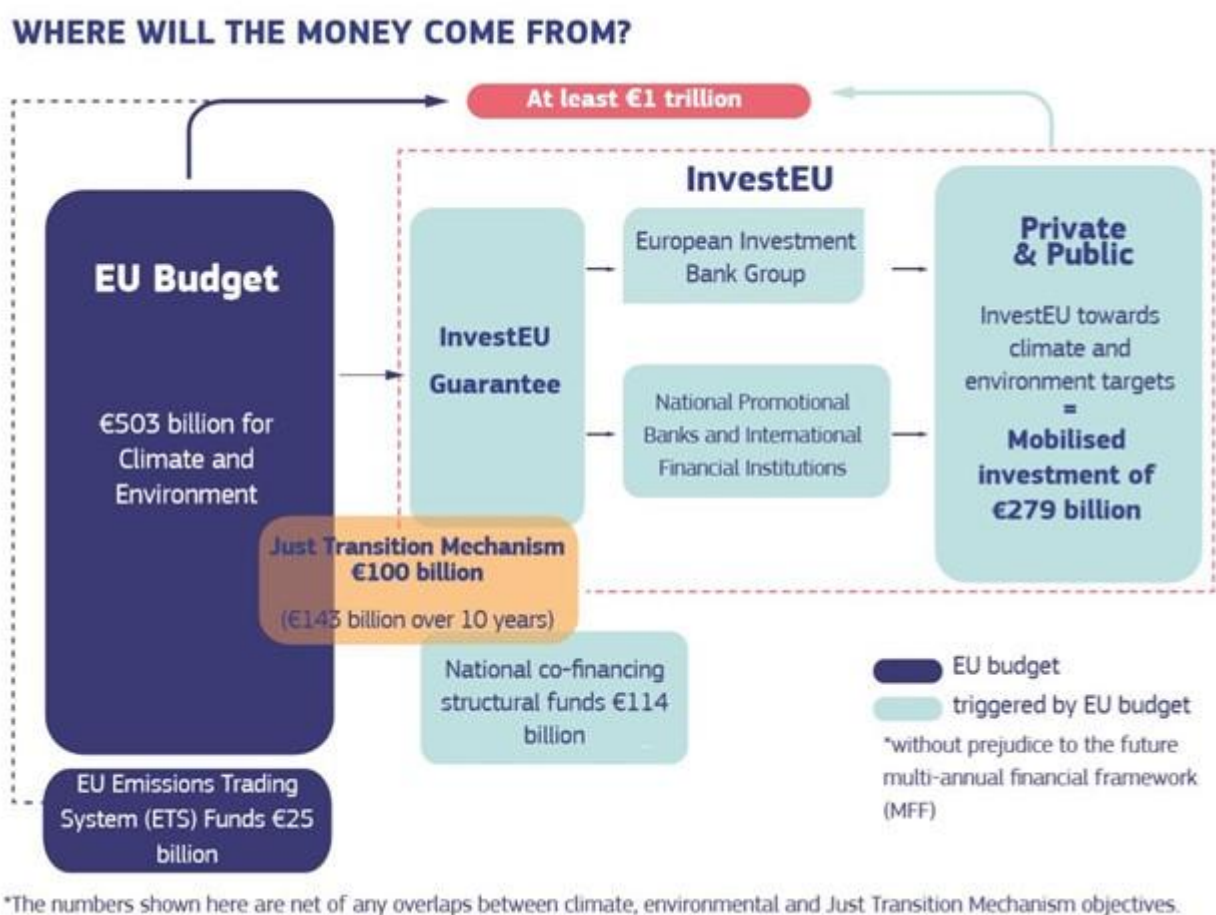 WHERE WILL THE MONEY COME FROM?
At least €1 trillion
EU Budget
€503 billion for
Climate and
Environment
InvestEU
InvestEU
Guarantee
European Investment
Bank Group
National Promotional
Banks and International
Financial Institutions
Private
& Public
InvestEU towards
climate and
environment targets
=
Mobilised
investment of
€279 billion
Just Transition Mechanism
€100 billion
(€143 billion over 10 years)
National co-financing
structural funds €114
billion
EU Emissions Trading
System (ETS) Funds €25
billion
EU budget
triggered by EU budget
*without prejudice to the future
multi-annual financial framework
(MFF)
*The numbers shown here are net of any overlaps between climate, environmental and Just Transition Mechanism objectives.